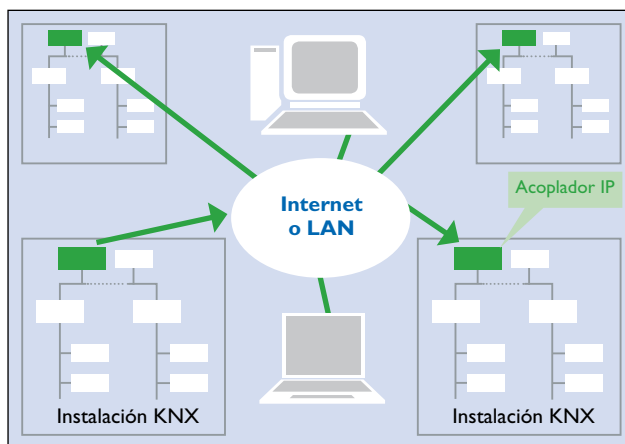 Acoplador IP
Internet
o LAN
Instalación KNX
Instalación KNX